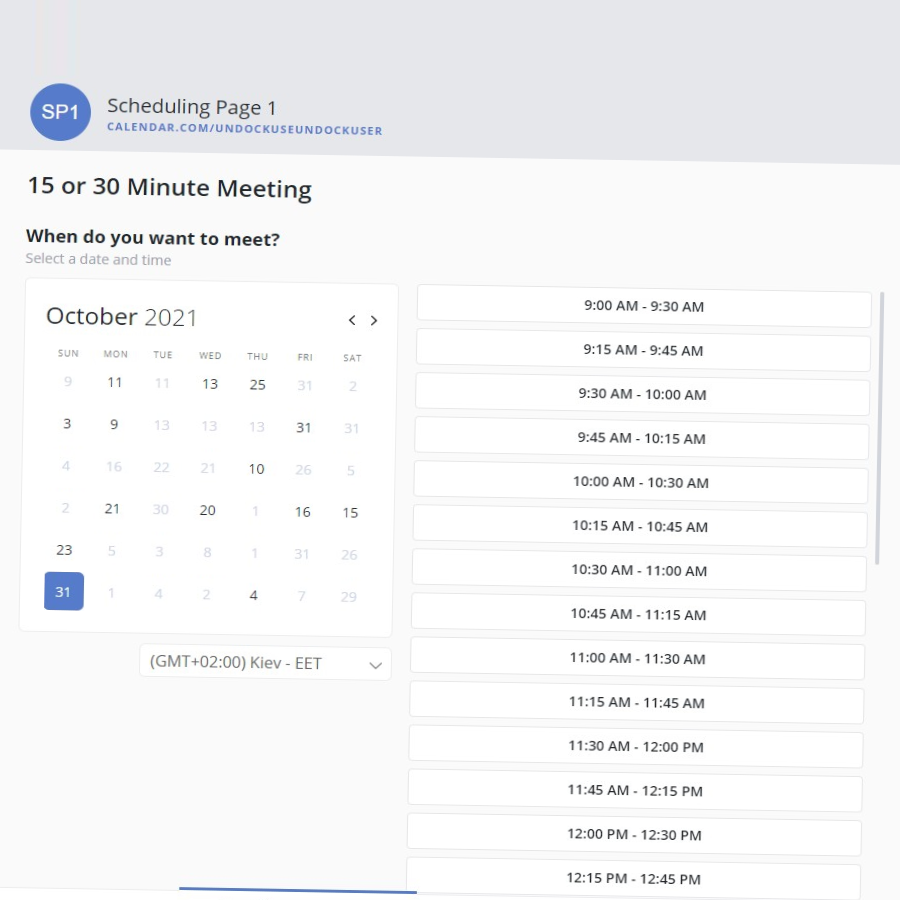 SP1
Scheduling Page 1
CALENDAR.COM/UNDOCKUSEUNDOCKUSER
15 or 30 Minute Meeting
When do you want to meet?
Select a date and time
October 2021
SUN MON TUE WED THU FRI SAT
9 11 11 13 25 31 2
3 9 13 13 13 31 31
4 16 22 21 10 26 5
2 21 30 20 1 16 15
23 5 3 8 1 31 26
31 1 4 2 4 7 29
(GMT+02:00) Kiev - EET
9:00 AM - 9:30 AM
9:15 AM - 9:45 AM
9:30 AM - 10:00 AM
9:45 AM - 10:15 AM
10:00 AM - 10:30 AM
10:15 AM - 10:45 AM
10:30 AM - 11:00 AM
10:45 AM - 11:15 AM
11:00 AM - 11:30 AM
11:15 AM - 11:45 AM
11:30 AM - 12:00 PM
11:45 AM - 12:15 PM
12:00 PM - 12:30 PM
12:15 PM - 12:45 PM